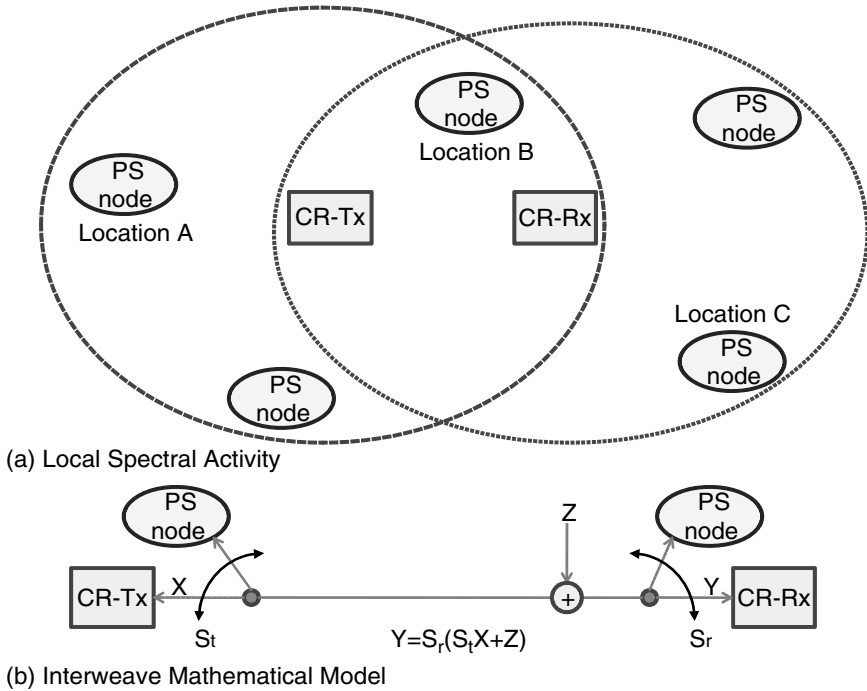 PS
node
Location B
PS
node
PS
node
Location A
CR-Tx
CR-Rx
Location C
PS
node
PS
node
(a) Local Spectral Activity
PS
node
Z
PS
node
CR-Tx
X
+
Y
CR-Rx
St
Y=Sr(StX+Z)
Sr
(b) Interweave Mathematical Model